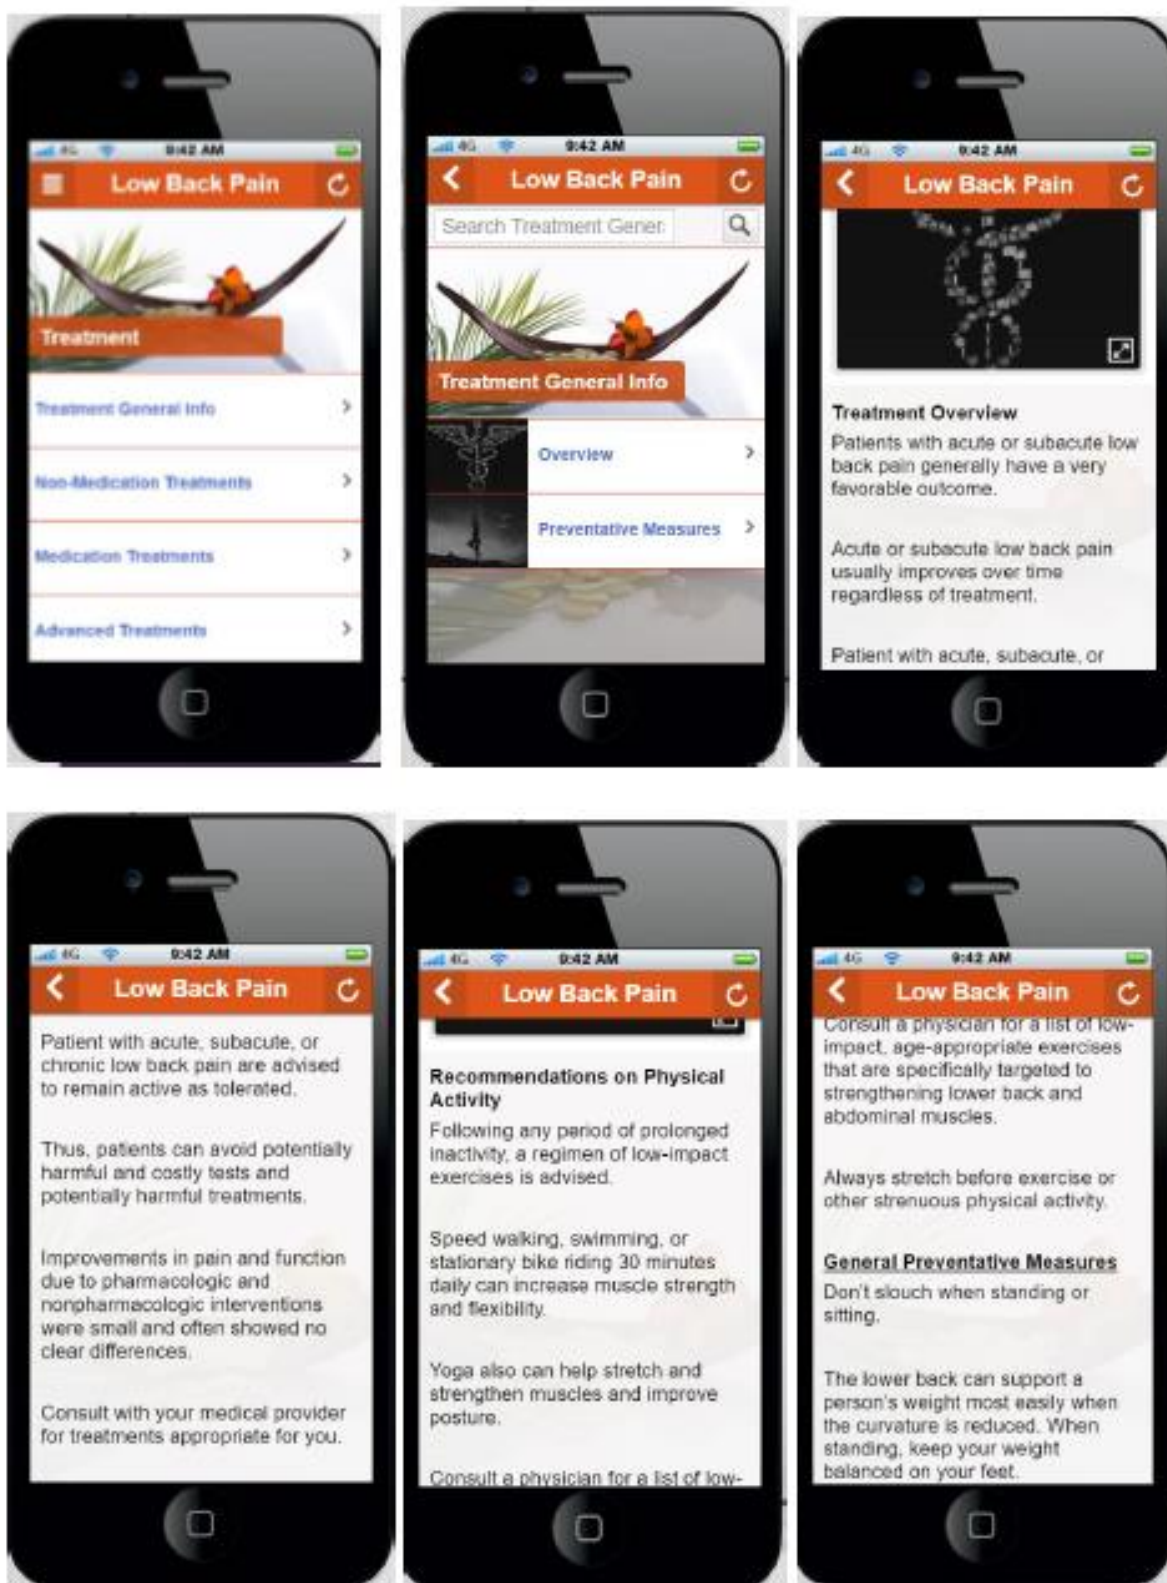 4G 9:42 AM
Low Back Pain
Treatment
Treatment General Info
Non-Medication Treatments
Medication Treatments
Advanced Treatments
4G 9:42 AM
Low Back Pain
Search Treatment Gener
Treatment General Info
Overview
Preventative Measures
4G 9:42 AM
Low Back Pain
Treatment Overview
Patients with acute or subacute low
back pain generally have a very
favorable outcome.
Acute or subacute low back pain
usually improves over time
regardless of treatment.
Patient with acute, subacute, or
4G 9:42 AM
Low Back Pain
Patient with acute, subacute, or
chronic low back pain are advised
to remain active as tolerated.
Thus, patients can avoid potentially
harmful and costly tests and
potentially harmful treatments.
Improvements in pain and function
due to pharmacologic and
nonpharmacologic interventions
were small and often showed no
clear differences.
Consult with your medical provider
for treatments appropriate for you.
4G 9:42 AM
Low Back Pain
Recommendations on Physical
Activity
Following any period of prolonged
inactivity, a regimen of low-impact
exercises is advised.
Speed walking, swimming, or
stationary bike riding 30 minutes
daily can increase muscle strength
and flexibility.
Yoga also can help stretch and
strengthen muscles and improve
posture.
Consult a physician for a list of low-
4G 9:42 AM
Low Back Pain
Consult a physician for a list of low-
impact, age-appropriate exercises
that are specifically targeted to
strengthening lower back and
abdominal muscles.
Always stretch before exercise or
other strenuous physical activity.
General Preventative Measures
Don't slouch when standing or
sitting.
The lower back can support a
person's weight most easily when
the curvature is reduced. When
standing, keep your weight
balanced on your feet.